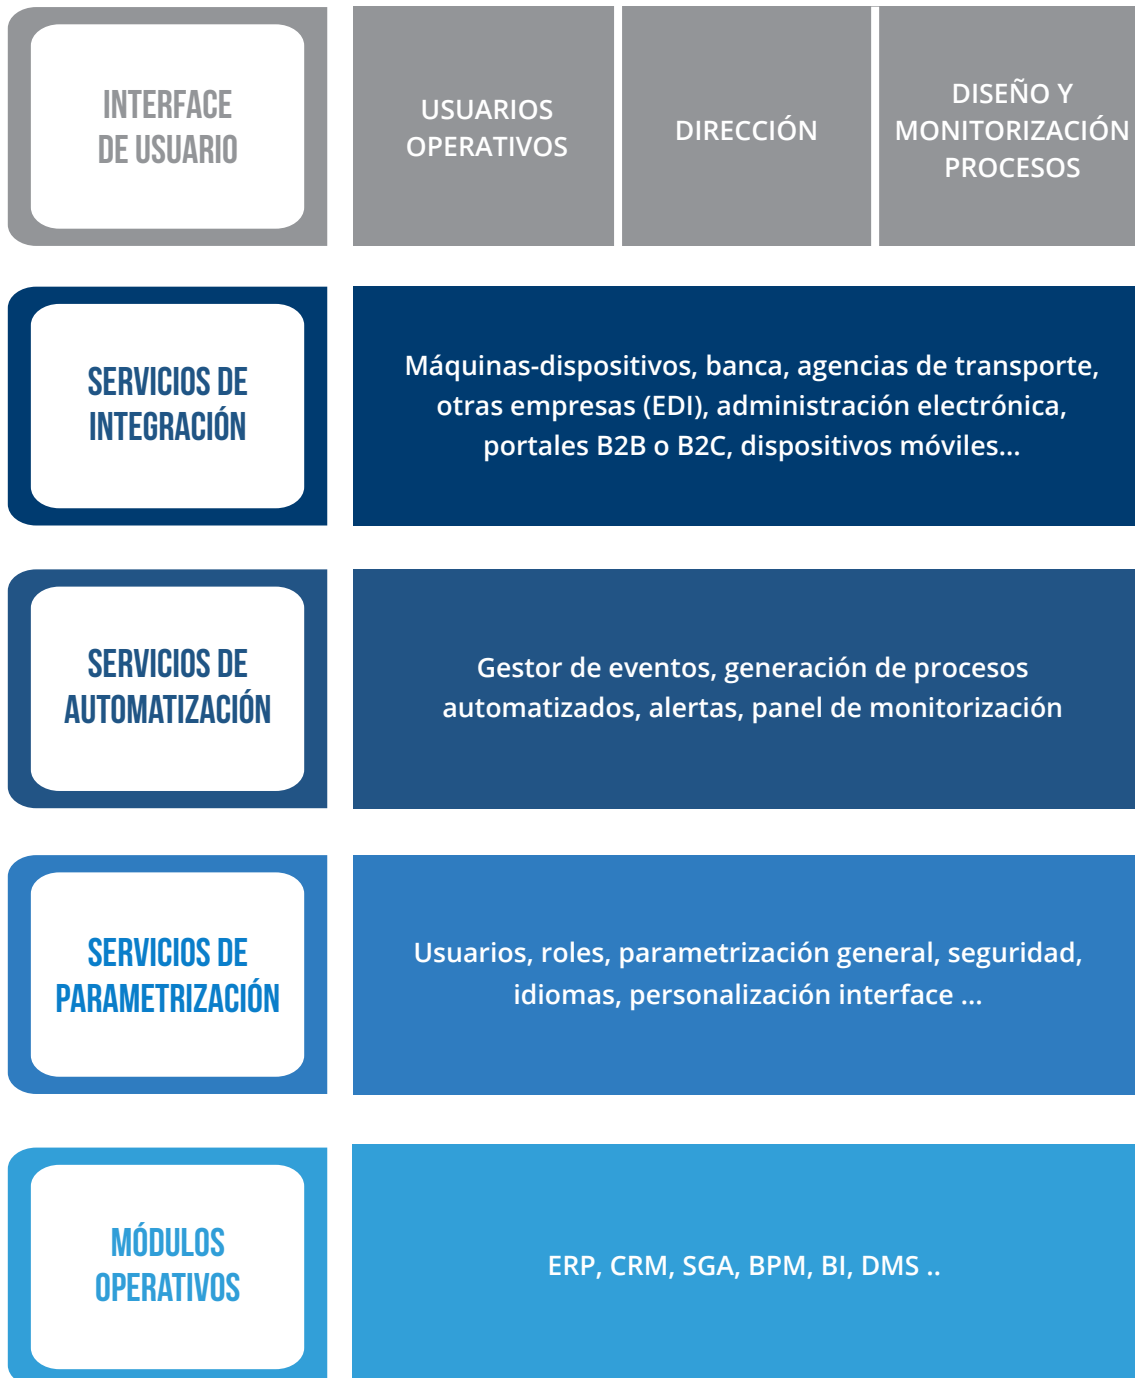 INTERFACE
DE USUARIO
USUARIOS
OPERATIVOS
DIRECCIÓN
DISEÑO Y
MONITORIZACIÓN
PROCESOS
SERVICIOS DE
INTEGRACIÓN
Máquinas-dispositivos, banca, agencias de transporte,
otras empresas (EDI), administración electrónica,
portales B2B o B2C, dispositivos móviles...
SERVICIOS DE
AUTOMATIZACIÓN
Gestor de eventos, generación de procesos
automatizados, alertas, panel de monitorización
SERVICIOS DE
PARAMETRIZACIÓN
Usuarios, roles, parametrización general, seguridad,
idiomas, personalización interface ...
MÓDULOS
OPERATIVOS
ERP, CRM, SGA, BPM, BI, DMS ..